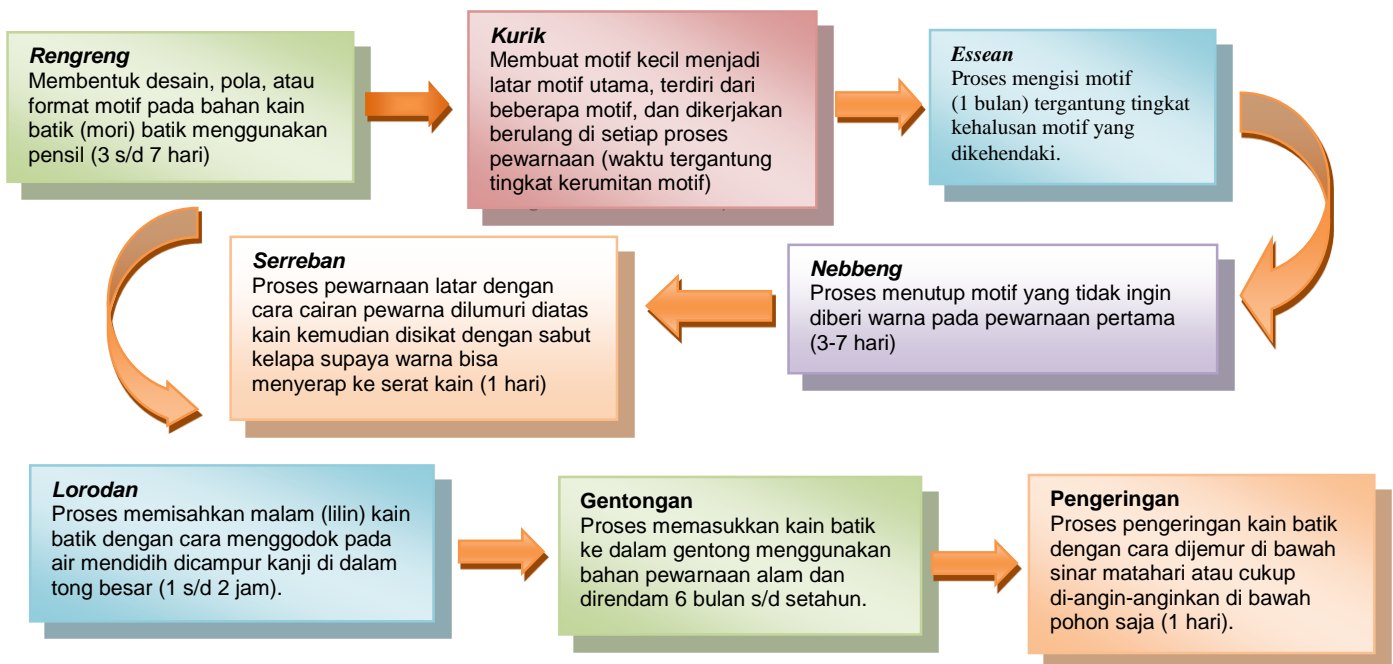 Rengreng
Membentuk desain, pola, atau
format motif pada bahan kain
batik (mori) batik menggunakan
pensil (3 s/d 7 hari)
Kurik
Membuat motif kecil menjadi
latar motif utama, terdiri dari
beberapa motif, dan dikerjakan
berulang di setiap proses
pewarnaan (waktu tergantung
tingkat kerumitan motif)
Essean
Proses mengisi motif
(1 bulan) tergantung tingkat
kehalusan motif yang
dikehendaki.
Nebbeng
Proses menutup motif yang tidak ingin
diberi warna pada pewarnaan pertama
(3-7 hari)
Serreban
Proses pewarnaan latar dengan
cara cairan pewarna dilumuri diatas
kain kemudian disikat dengan sabut
kelapa supaya warna bisa
menyerap ke serat kain (1 hari)
Lorodan
Proses memisahkan malam (lilin) kain
batik dengan cara menggodok pada
air mendidih dicampur kanji di dalam
tong besar (1 s/d 2 jam).
Gentongan
Proses memasukkan kain batik
ke dalam gentong menggunakan
bahan pewarnaan alam dan
direndam 6 bulan s/d setahun.
Pengeringan
Proses pengeringan kain batik
dengan cara dijemur di bawah
sinar matahari atau cukup
di-angin-anginkan di bawah
pohon saja (1 hari).